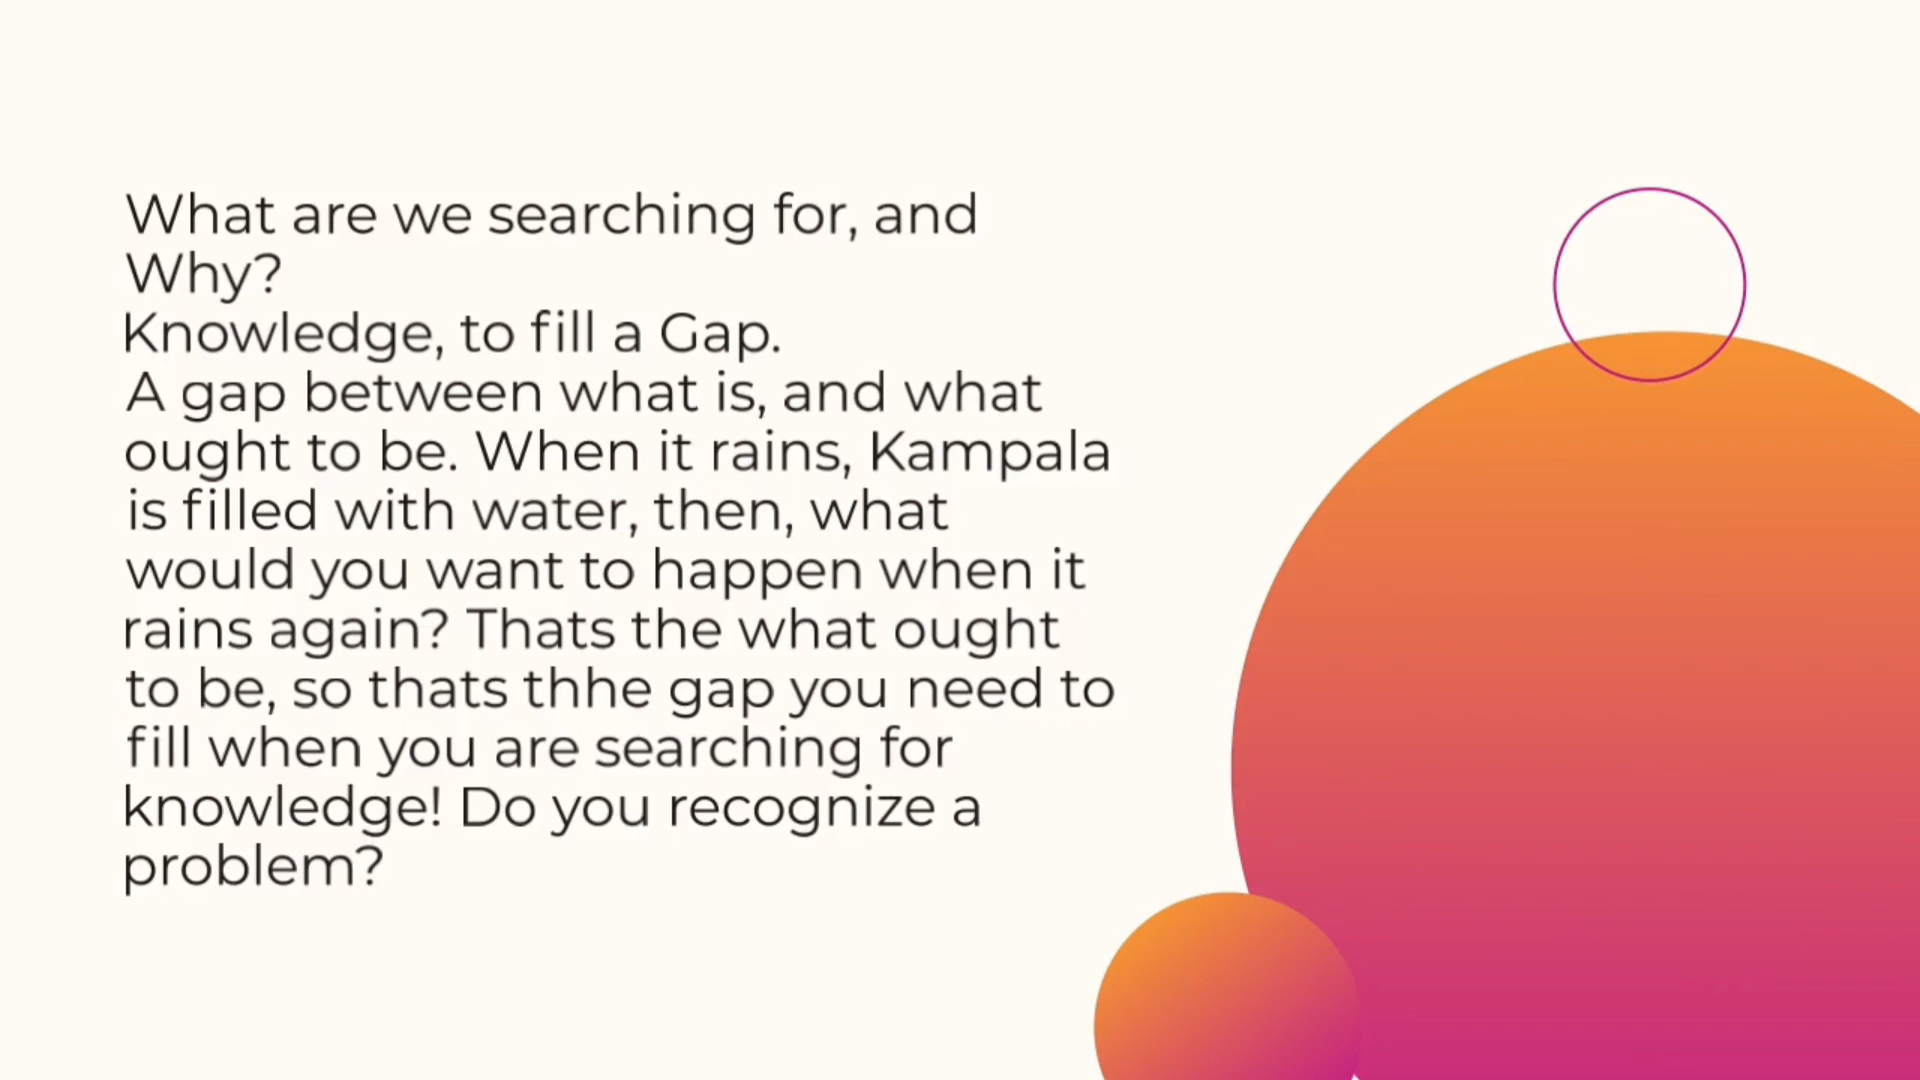 What are we searching for, and
Why?
Knowledge, to fill a Gap.
A gap between what is, and what
ought to be. When it rains, Kampala
is filled with water, then, what
would you want to happen when it
rains again? Thats the what ought
to be, so thats thhe gap you need to
fill when you are searching for
knowledge! Do you recognize a
problem?